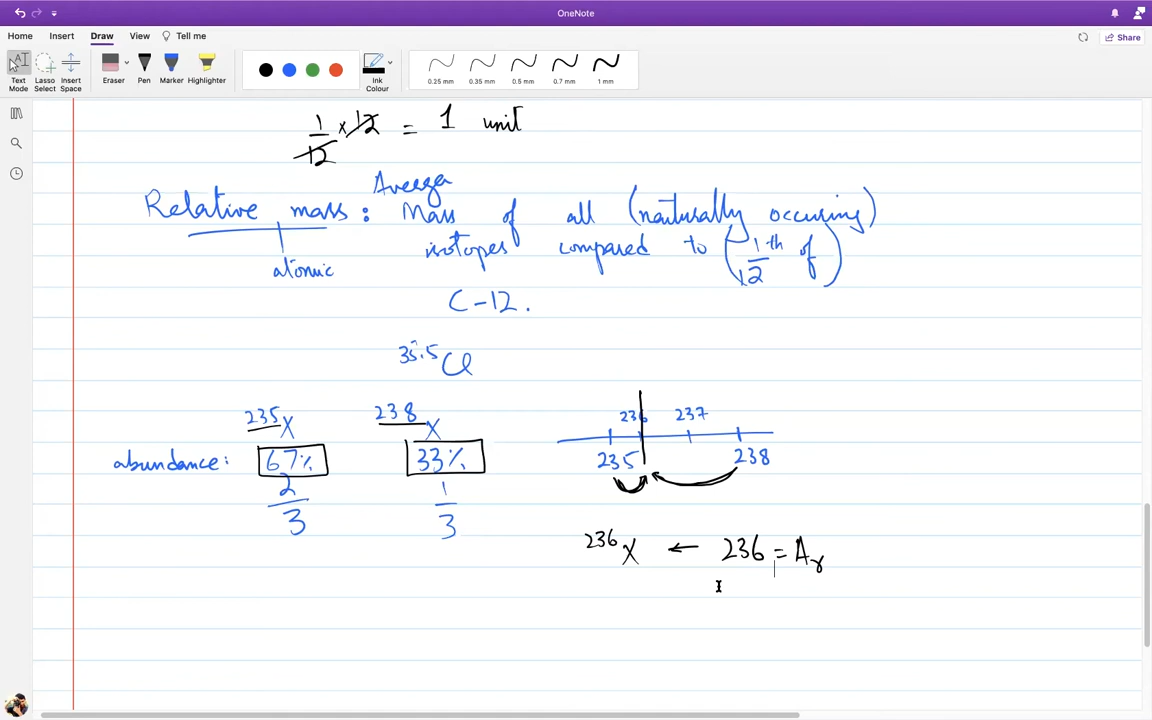 OneNote
Home Insert Draw View Tell me
Share
Text Mode
Lasso Select
Insert Space
Eraser
Pen
Marker
Highlighter
Ink Colour
0.25 mm
0.35 mm
0.5 mm
0.7 mm
1 mm
1/12 × 12 = 1 unit
Relative mass : Mass of all (naturally occuring)
atomic
isotopes compared to (1/12 th of)
C-12.
35.5 Cl
235 X 238 X
abundance: 67% 33%
2/3 1/3
236 237
235 238
236 X ← 236 = Ar